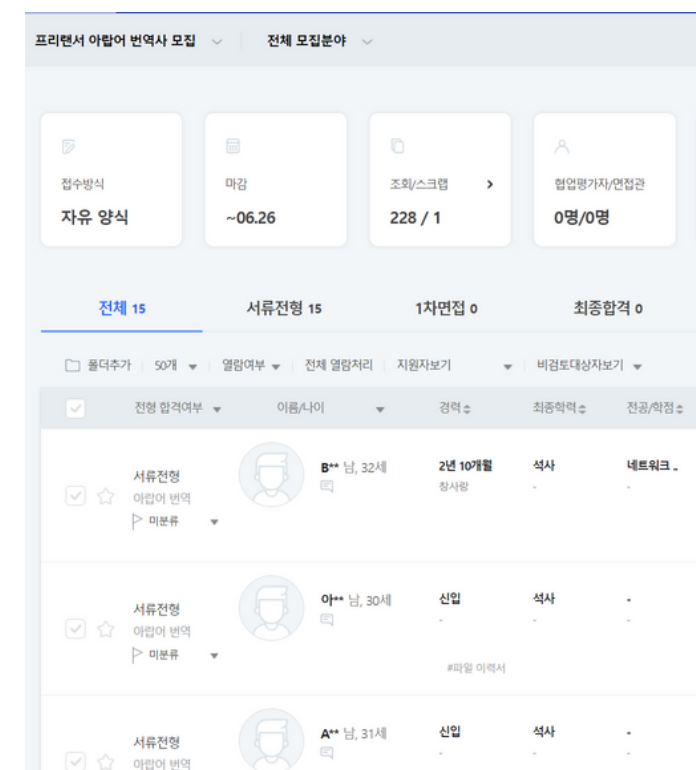 프리랜서 아랍어 번역사 모집 전체 모집분야
접수방식 마감 조회/스크랩 협업평가자/면접관
자유 양식 ~06.26 228 / 1 0명/0명
전체 15 서류전형 15 1차면접 0 최종합격 0
폴더추가 50개 열람여부 전체 열람처리 지원자보기 비검토대상자보기
전형 합격여부 이름/나이 경력 최종학력 전공/학점
서류전형 B** 남, 32세 2년 10개월 석사 네트워크 ..
아랍어 번역 창사랑 - -
미분류
서류전형 아** 남, 30세 신입 석사 -
아랍어 번역 - - -
미분류
#파일 이력서
서류전형 A** 남, 31세 신입 석사 -
아랍어 번역 - - -